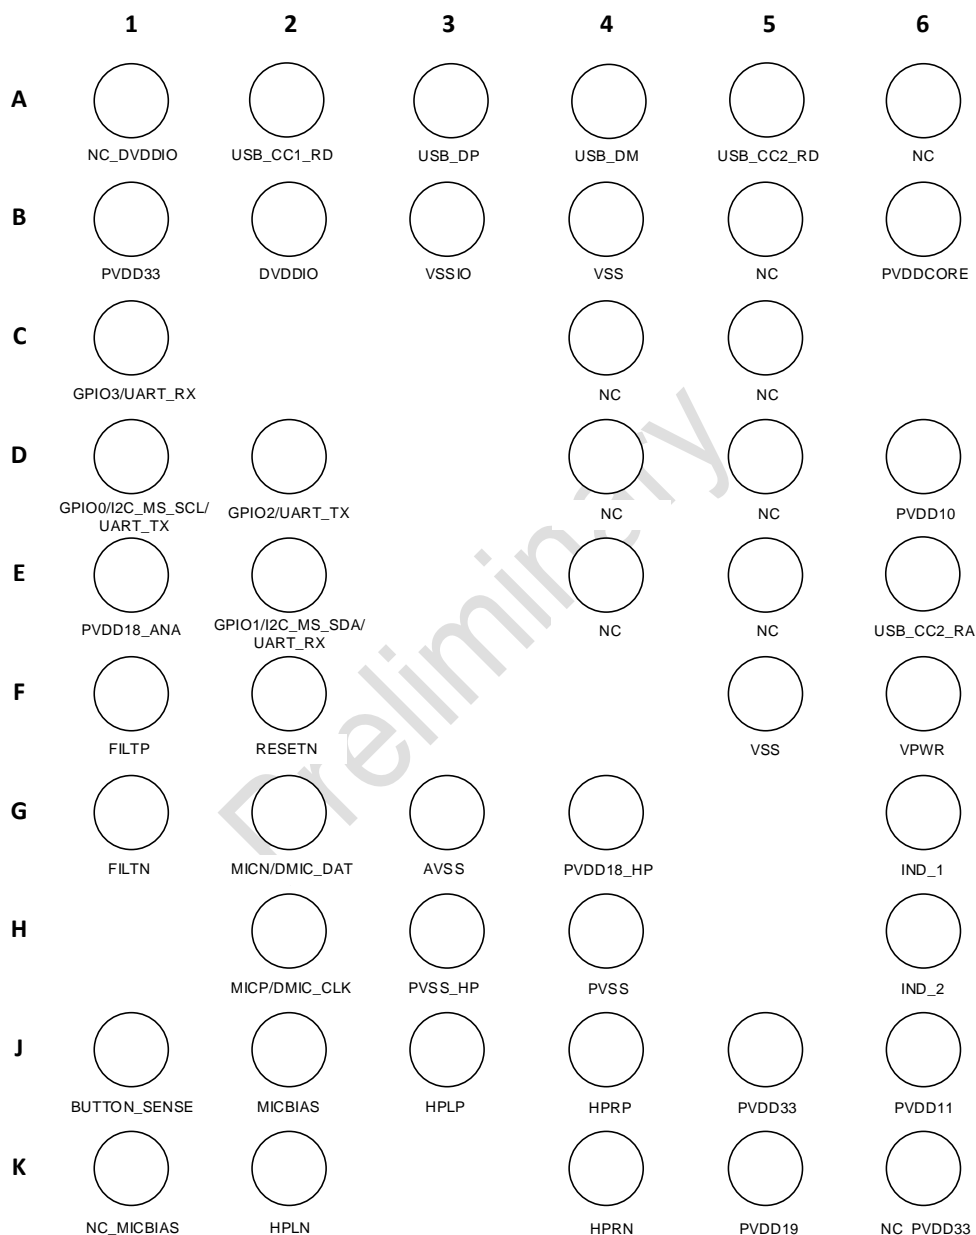 1 2 3 4 5 6
A
NC_DVDDIO USB_CC1_RD USB_DP USB_DM USB_CC2_RD NC
B
PVDD33 DVDDIO VSSIO VSS NC PVDDCORE
C
GPIO3/UART_RX NC NC
D
GPIO0/I2C_MS_SCL/ GPIO2/UART_TX NC NC PVDD10
UART_TX
E
PVDD18_ANA GPIO1/I2C_MS_SDA/ NC NC USB_CC2_RA
UART_RX
F
FILTP RESETN VSS VPWR
G
FILTN MICN/DMIC_DAT AVSS PVDD18_HP IND_1
H
MICP/DMIC_CLK PVSS_HP PVSS IND_2
J
BUTTON_SENSE MICBIAS HPLP HPRP PVDD33 PVDD11
K
NC_MICBIAS HPLN HPRN PVDD19 NC_PVDD33
Preliminary